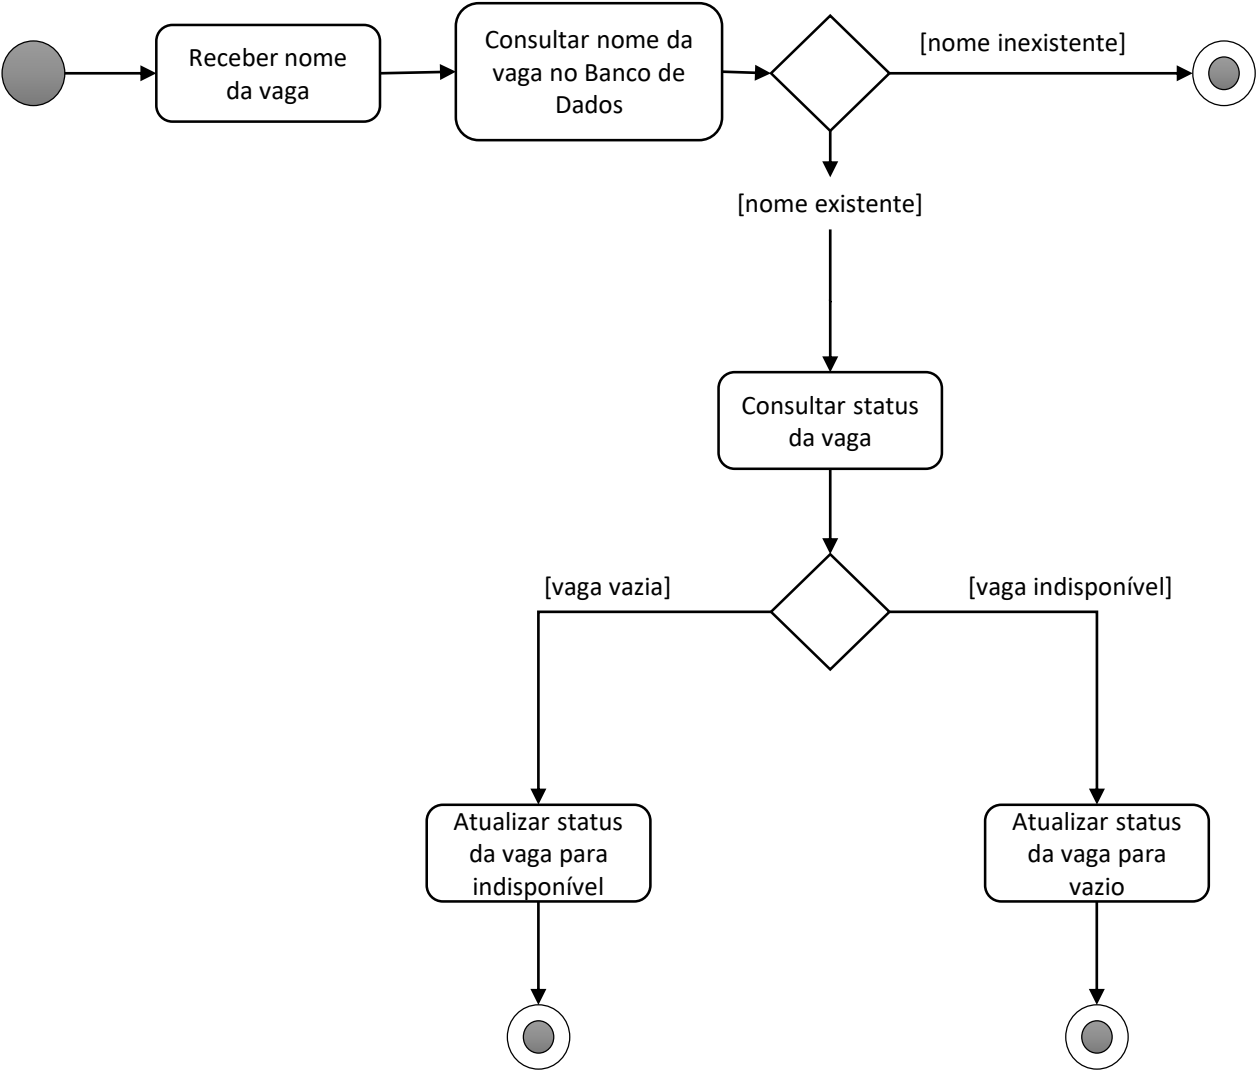 Receber nome
da vaga
Consultar nome da
vaga no Banco de
Dados
[nome inexistente]
[nome existente]
Consultar status
da vaga
[vaga vazia]
[vaga indisponível]
Atualizar status
da vaga para
indisponível
Atualizar status
da vaga para
vazio